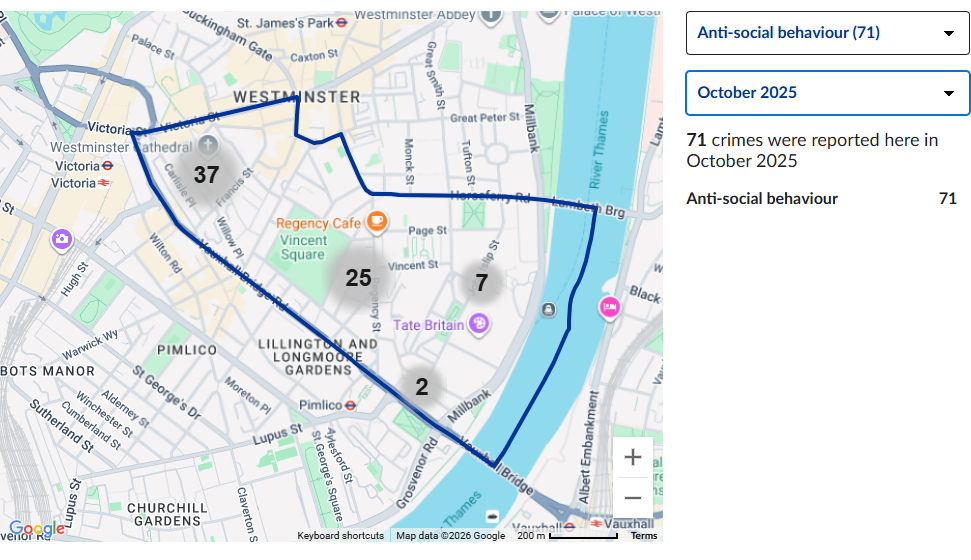 St. James's Park
Westminster Abbey
Palace of West
Buckingham Gate
Caxton St
Palace St
Great Smith St
WESTMINSTER
Great Peter St
Millbank
River Thames
Lamb
Victoria St
Victoria St
Westminster Cathedral
Victoria
Victoria
Carlisle Pl
Francis St
37
Monck St
Tufton St
Horseferry Rd
Lambeth Brg
Regency Cafe
Vincent
Square
Willow Pl
Page St
Wilton Rd
Vauxhall Bridge Rd
Vincent St
25
7
Hugh St
Black
Tate Britain
Warwick Wy
PIMLICO
LILLINGTON AND
LONGMOORE
GARDENS
BOTS MANOR
St George's Dr
Moreton Pl
2
Alderney St
Winchester St
Cumberland St
Sutherland St
Pimlico
Millbank
Lupus St
Aylesford St
St George's Square
Grosvenor Rd
Vauxhall Bridge
Albert Embankment
Lupus St
CHURCHILL
GARDENS
Claverton S
Thames
Vauxhall
Vauxhall
Google
Keyboard shortcuts
Map data ©2026 Google
200 m
Terms
Anti-social behaviour (71)
October 2025
71 crimes were reported here in
October 2025
Anti-social behaviour 71